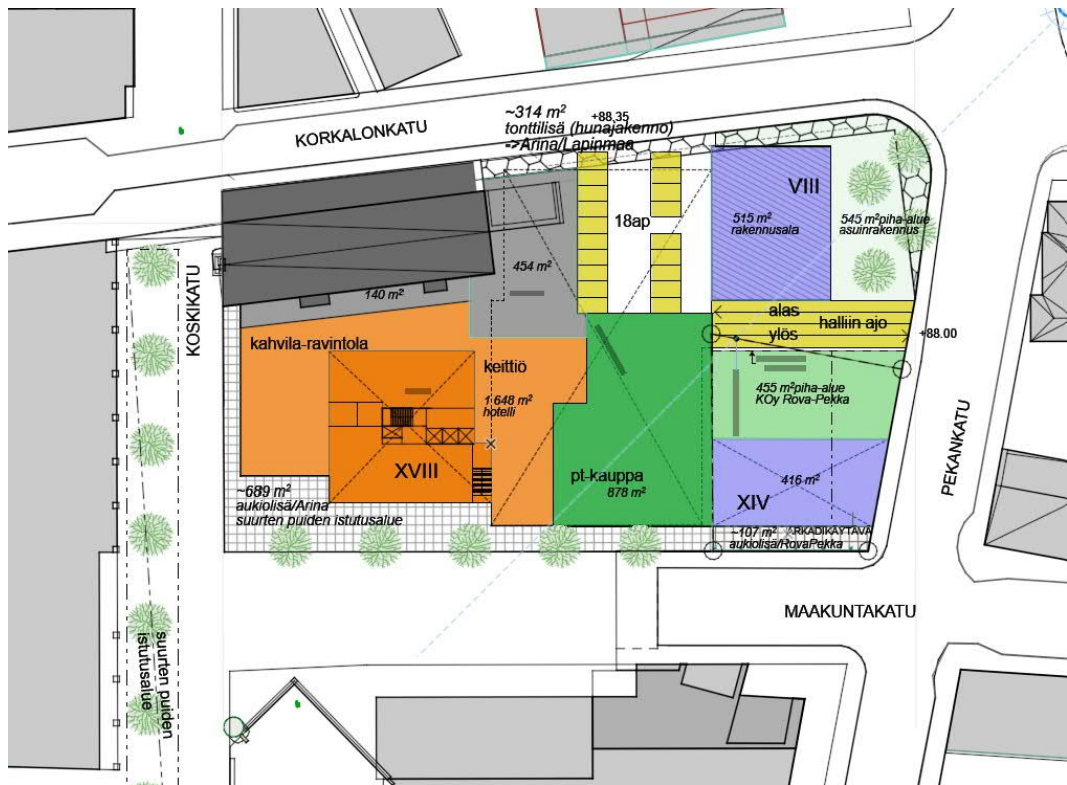 KORKALONKATU
~314 m²
+88,35
tonttilisä (hunajakenno)
->Arina/Lapinmaa
VIII
18ap
515 m²
rakennusala
545 m²piha-alue
asuinrakennus
454 m²
140 m²
KOSKIKATU
alas
ylös
halliin ajo
+88.00
kahvila-ravintola
keittiö
1 648 m²
hotelli
455 m²piha-alue
KOy Rova-Pekka
PEKANKATU
XVIII
pt-kauppa
878 m²
416 m²
XIV
~689 m²
aukiolisä/Arina
suurten puiden istutusalue
~107 m²
ARKADIKÄYTÄVÄ
aukiolisä/RovaPekka
MAAKUNTAKATU
suurten puiden
istutusalue